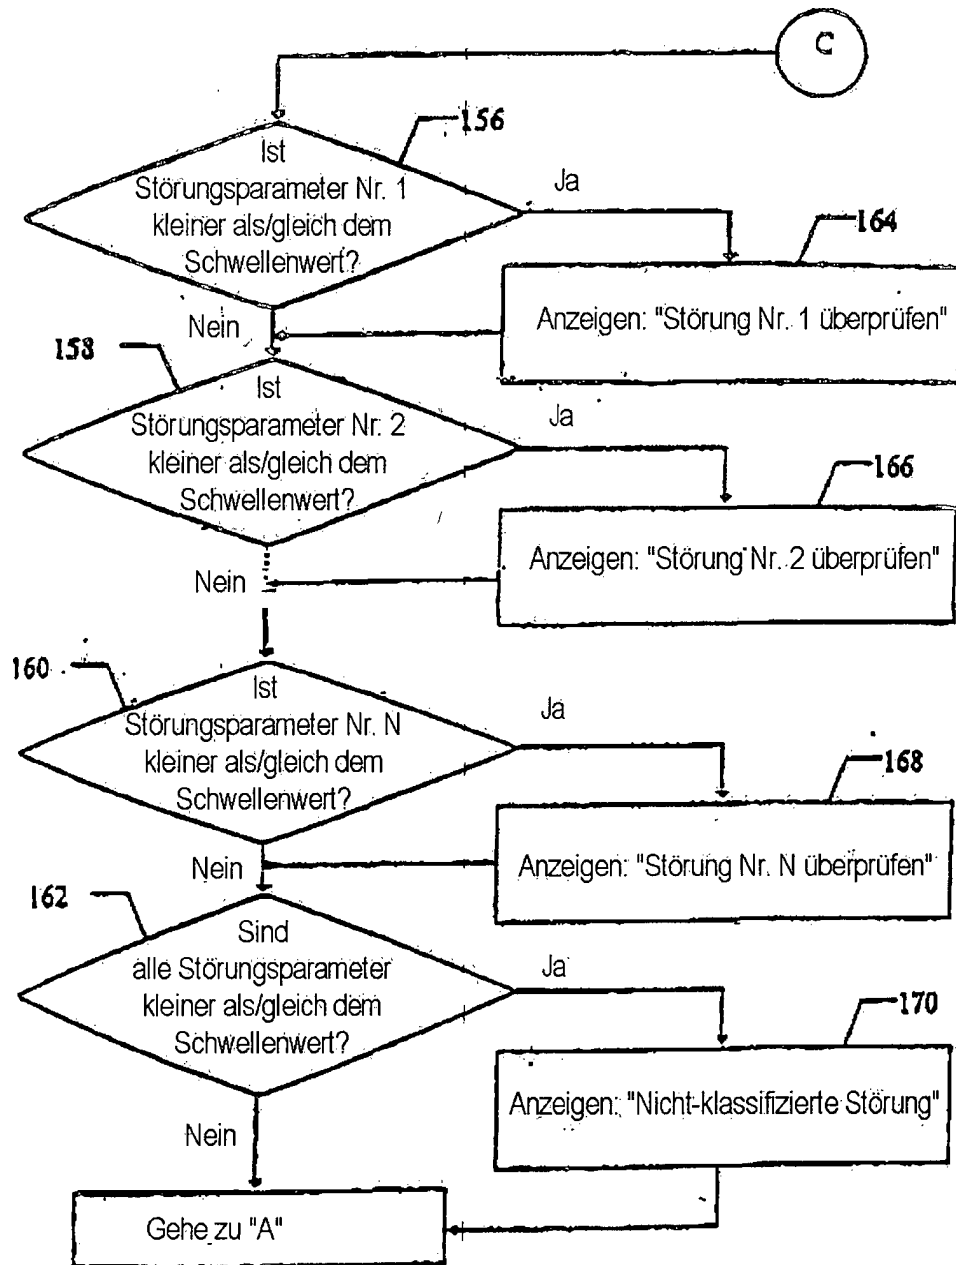 C
156
Ist
Störungsparameter Nr. 1
kleiner als/gleich dem
Schwellenwert?
Ja
164
Anzeigen: "Störung Nr. 1 überprüfen"
Nein
158
Ist
Störungsparameter Nr. 2
kleiner als/gleich dem
Schwellenwert?
Ja
166
Anzeigen: "Störung Nr. 2 überprüfen"
Nein
160
Ist
Störungsparameter Nr. N
kleiner als/gleich dem
Schwellenwert?
Ja
168
Anzeigen: "Störung Nr. N überprüfen"
Nein
162
Sind
alle Störungsparameter
kleiner als/gleich dem
Schwellenwert?
Ja
170
Anzeigen: "Nicht-klassifizierte Störung"
Nein
Gehe zu "A"